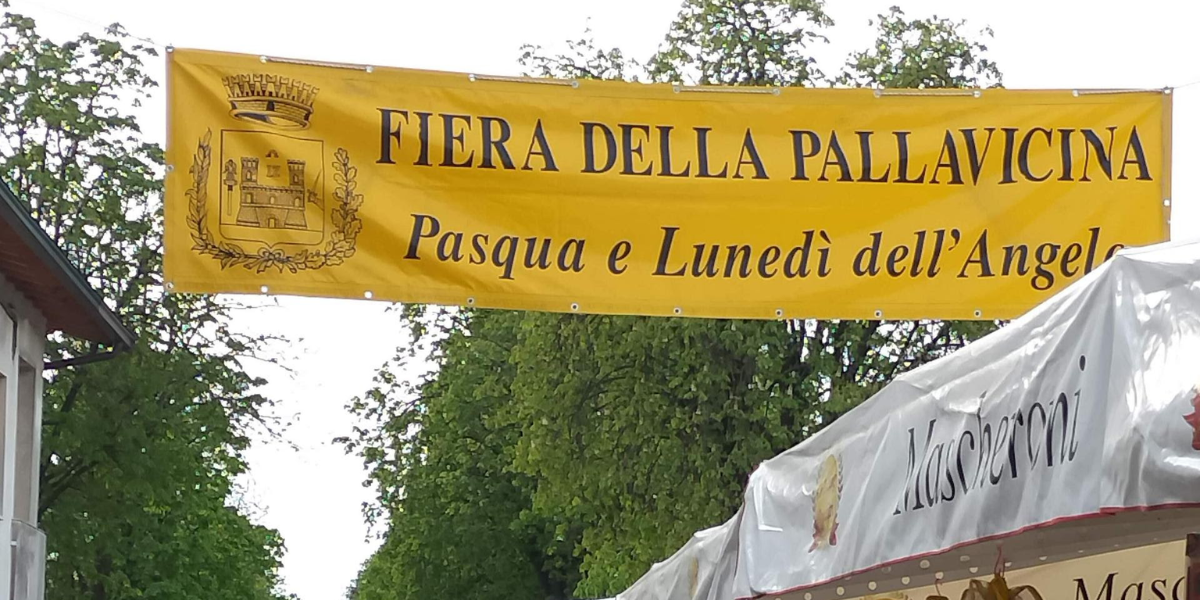 FIERA DELLA PALLAVICINA
Pasqua e Lunedì dell'Angelo
Mascheroni